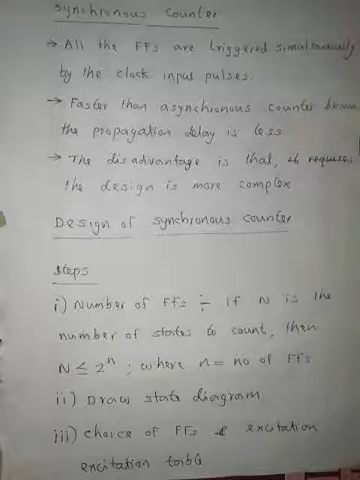 Synchronous Counter
→ All the FFs are triggered simultaneously
by the clock input pulses.
→ Faster than asynchronous counter because
the propagation delay is less
→ The disadvantage is that, it requires
the design is more complex
Design of synchronous counter
Steps
i) Number of FFs ÷ If N is the
number of states to count, then
N ≤ 2ⁿ ; where n = no of FFs
ii) Draw state diagram
iii) choice of FFs & excitation
excitation table